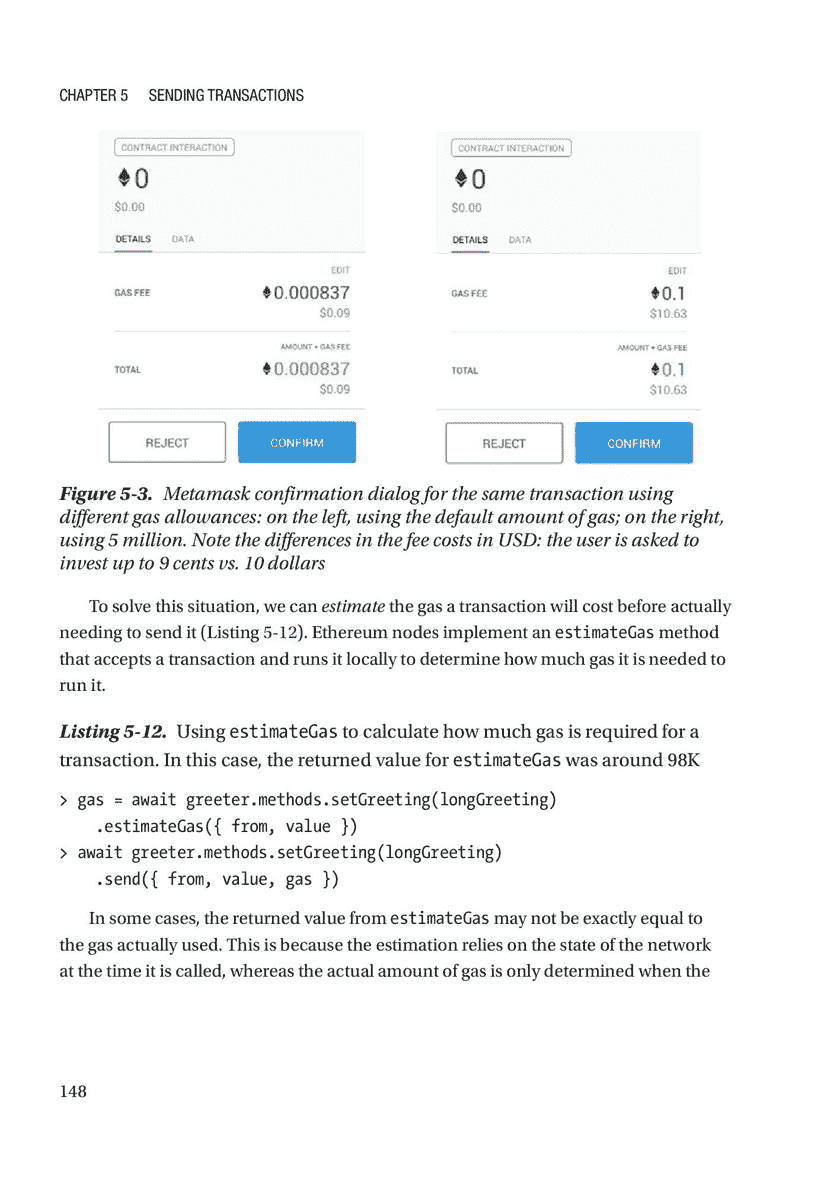 CHAPTER 5 SENDING TRANSACTIONS
CONTRACT INTERACTION
0
$0.00
DETAILS DATA
EDIT
GAS FEE 0.000837
$0.09
AMOUNT + GAS FEE
TOTAL 0.000837
$0.09
REJECT CONFIRM
CONTRACT INTERACTION
0
$0.00
DETAILS DATA
EDIT
GAS FEE 0.1
$10.63
AMOUNT + GAS FEE
TOTAL 0.1
$10.63
REJECT CONFIRM
Figure 5-3. Metamask confirmation dialog for the same transaction using
different gas allowances: on the left, using the default amount of gas; on the right,
using 5 million. Note the differences in the fee costs in USD: the user is asked to
invest up to 9 cents vs. 10 dollars
To solve this situation, we can estimate the gas a transaction will cost before actually
needing to send it (Listing 5-12). Ethereum nodes implement an estimateGas method
that accepts a transaction and runs it locally to determine how much gas it is needed to
run it.
Listing 5-12. Using estimateGas to calculate how much gas is required for a
transaction. In this case, the returned value for estimateGas was around 98K
> gas = await greeter.methods.setGreeting(longGreeting)
.estimateGas({ from, value })
> await greeter.methods.setGreeting(longGreeting)
.send({ from, value, gas })
In some cases, the returned value from estimateGas may not be exactly equal to
the gas actually used. This is because the estimation relies on the state of the network
at the time it is called, whereas the actual amount of gas is only determined when the
148